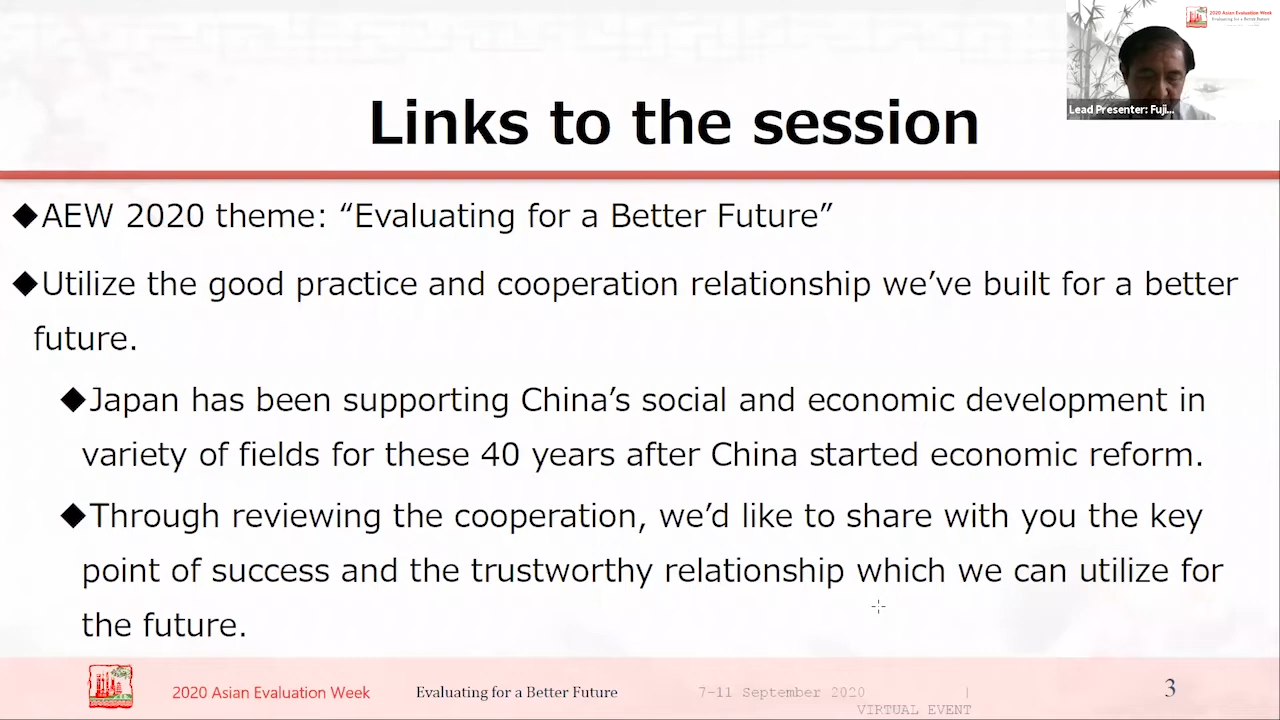 2020 Asian Evaluation Week
Evaluating for a Better Future
Lead Presenter: Fuji...
Links to the session
◆AEW 2020 theme: “Evaluating for a Better Future”
◆Utilize the good practice and cooperation relationship we’ve built for a better
future.
◆Japan has been supporting China’s social and economic development in
variety of fields for these 40 years after China started economic reform.
◆Through reviewing the cooperation, we’d like to share with you the key
point of success and the trustworthy relationship which we can utilize for
the future.
2020 Asian Evaluation Week Evaluating for a Better Future 7-11 September 2020 | 3
VIRTUAL EVENT